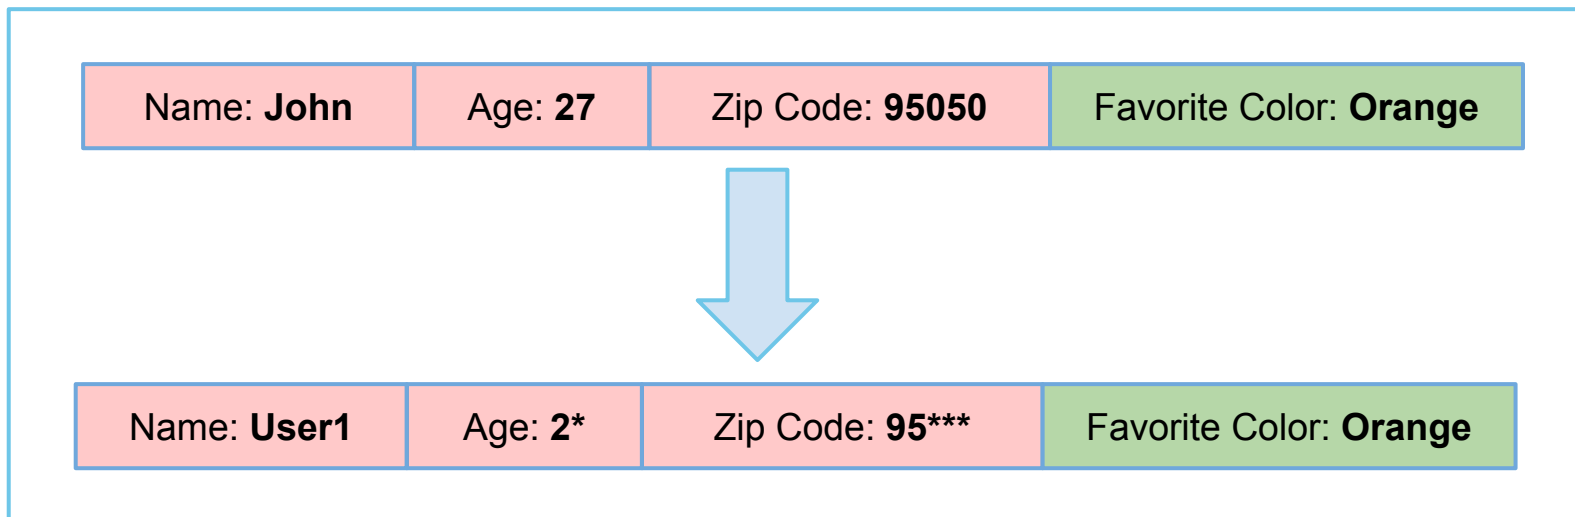 Name: John Age: 27 Zip Code: 95050 Favorite Color: Orange
Name: User1 Age: 2* Zip Code: 95*** Favorite Color: Orange